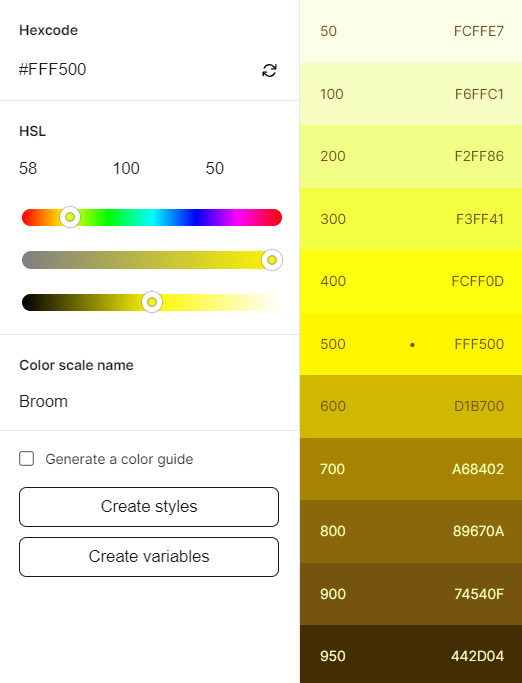 Hexcode
#FFF500
HSL
58 100 50
Color scale name
Broom
Generate a color guide
Create styles
Create variables
50 FCFFE7
100 F6FFC1
200 F2FF86
300 F3FF41
400 FCFF0D
500 • FFF500
600 D1B700
700 A68402
800 89670A
900 74540F
950 442D04